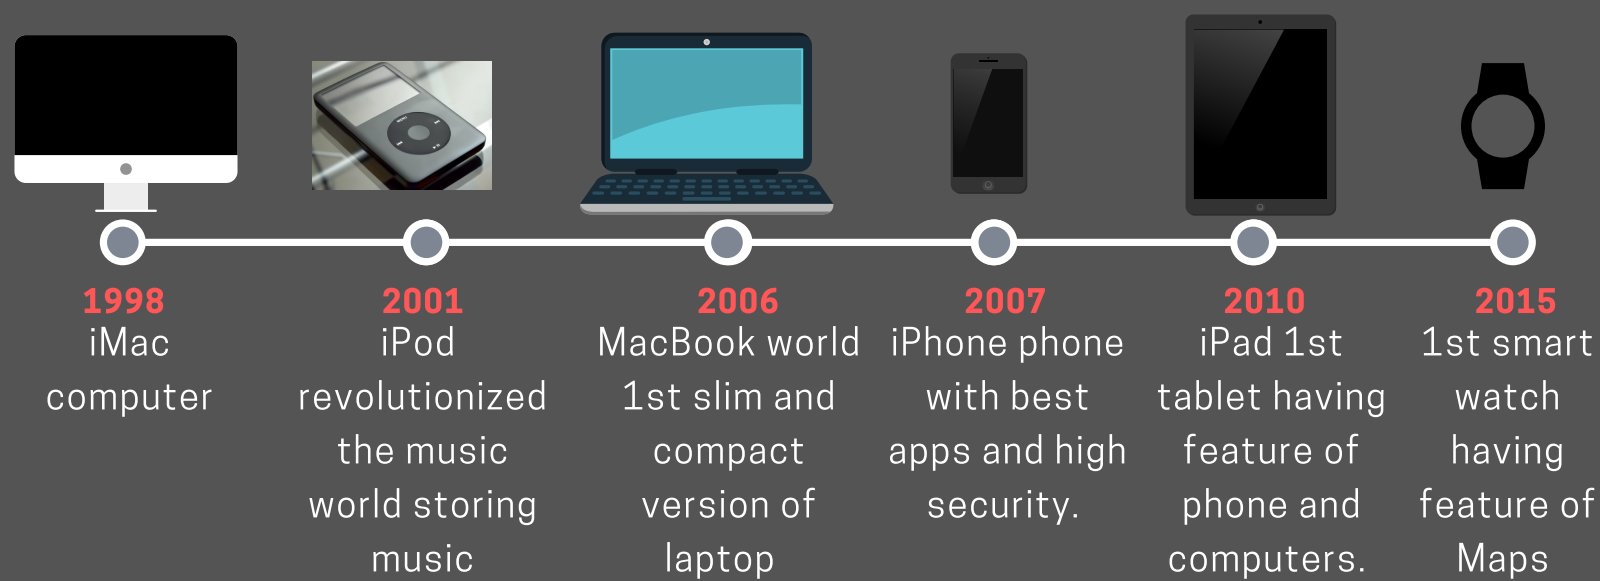 1998
iMac
computer
2001
iPod
revolutionized
the music
world storing
music
2006
MacBook world
1st slim and
compact
version of
laptop
2007
iPhone phone
with best
apps and high
security.
2010
iPad 1st
tablet having
feature of
phone and
computers.
2015
1st smart
watch
having
feature of
Maps